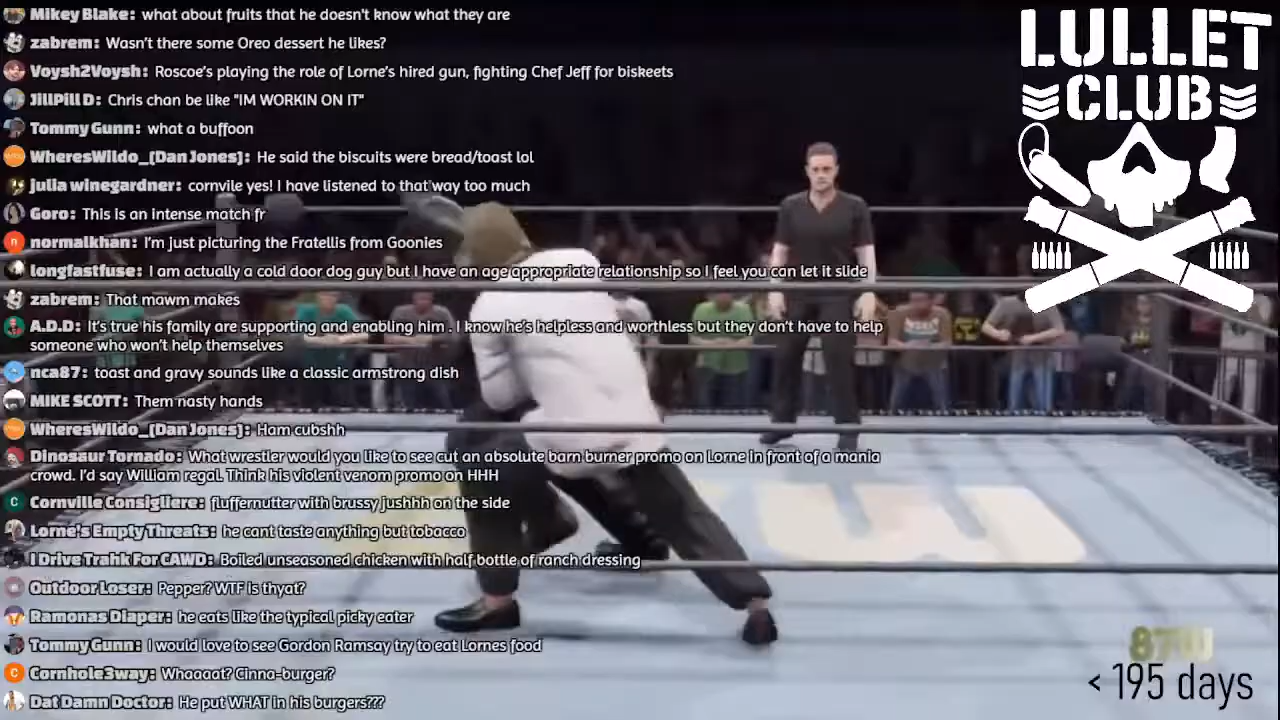 Mikey Blake: what about fruits that he doesn't know what they are
zabrem: Wasn't there some Oreo dessert he likes?
Voysh2Voysh: Roscoe's playing the role of Lorne's hired gun, fighting Chef Jeff for biskeets
JillPill D: Chris chan be like "IM WORKIN ON IT"
Tommy Gunn: what a buffoon
WheresWildo_(Dan Jones): He said the biscuits were bread/toast lol
julia winegardner: cornvile yes! I have listened to that way too much
Goro: This is an intense match fr
normalkhan: I'm just picturing the Fratellis from Goonies
longfastfuse: I am actually a cold door dog guy but I have an age appropriate relationship so I feel you can let it slide
zabrem: That mawm makes
A.D.D: It's true his family are supporting and enabling him . I know he's helpless and worthless but they don't have to help
someone who won't help themselves
nca87: toast and gravy sounds like a classic armstrong dish
MIKE SCOTT: Them nasty hands
WheresWildo_(Dan Jones): Ham cubshh
Dinosaur Tornado: What wrestler would you like to see cut an absolute barn burner promo on Lorne in front of a mania
crowd. I'd say William regal. Think his violent venom promo on HHH
Cornville Consigliere: fluffernutter with brussy jushhh on the side
Lorne's Empty Threats: he cant taste anything but tobacco
I Drive Trahk For CAWD: Boiled unseasoned chicken with half bottle of ranch dressing
Outdoor Loser: Pepper? WTF is thyat?
Ramonas Diaper: he eats like the typical picky eater
Tommy Gunn: I would love to see Gordon Ramsay try to eat Lornes food
Cornhole3way: Whaaaat? Cinna-burger?
Dat Damn Doctor: He put WHAT in his burgers???
LULLET
CLUB
< 195 days